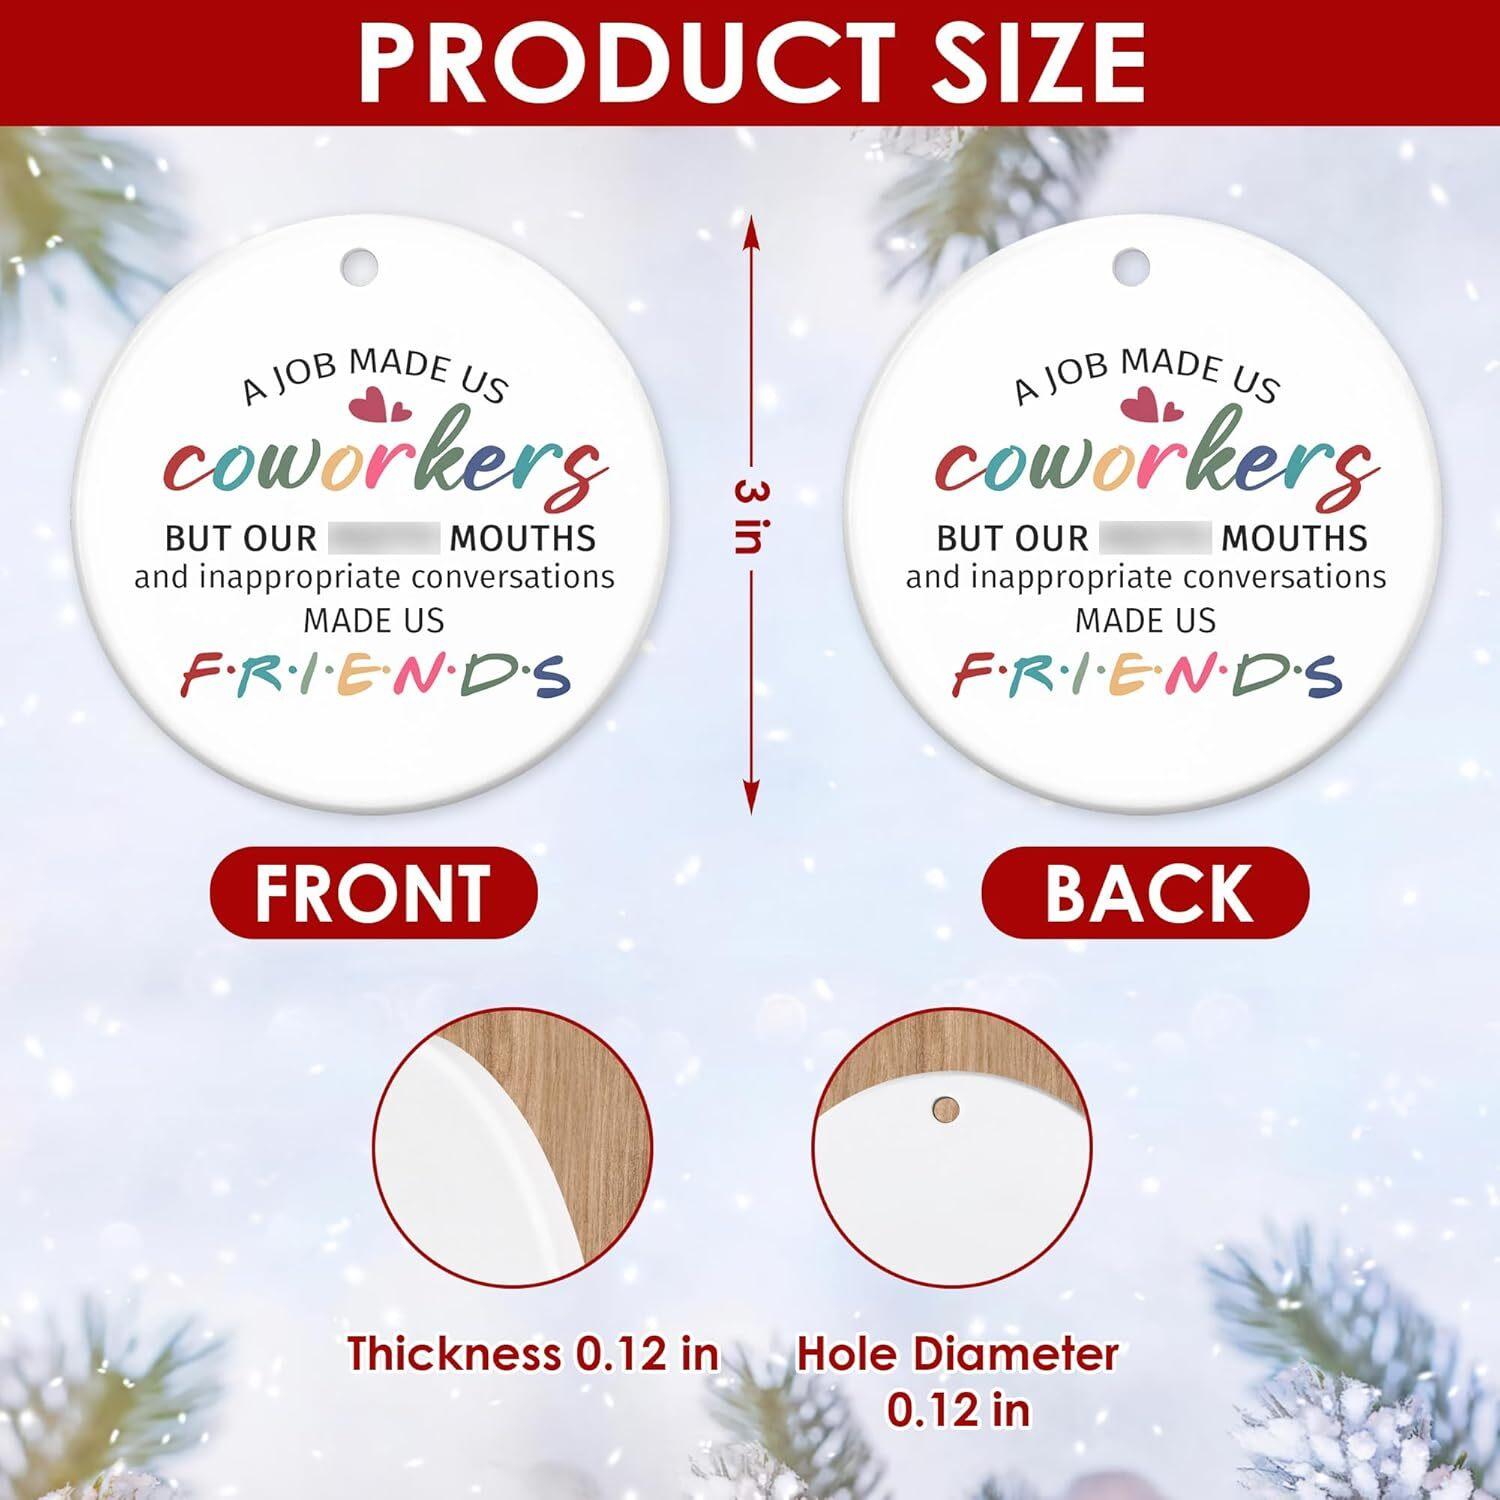 PRODUCT SIZE
A JOB MADE US
coworkers
BUT OUR MOUTHS
and inappropriate conversations
MADE US
F·R·I·E·N·D·S
3 in
A JOB MADE US
coworkers
BUT OUR MOUTHS
and inappropriate conversations
MADE US
F·R·I·E·N·D·S
FRONT
BACK
Thickness 0.12 in
Hole Diameter
0.12 in